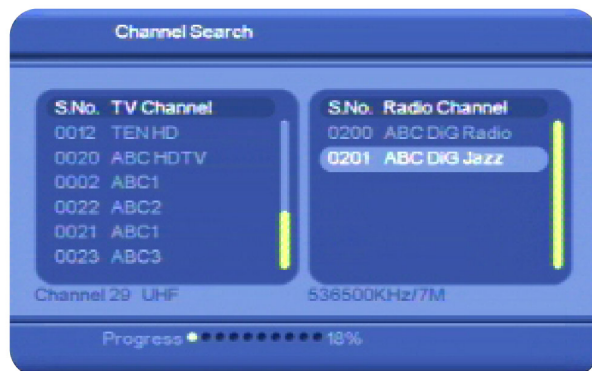 Channel Search
S.No. TV Channel
0012 TEN HD
0020 ABC HDTV
0002 ABC1
0022 ABC2
0021 ABC1
0023 ABC3
S.No. Radio Channel
0200 ABC DiG Radio
0201 ABC DiG Jazz
Channel 29 UHF
536500KHz/7M
Progress 18%